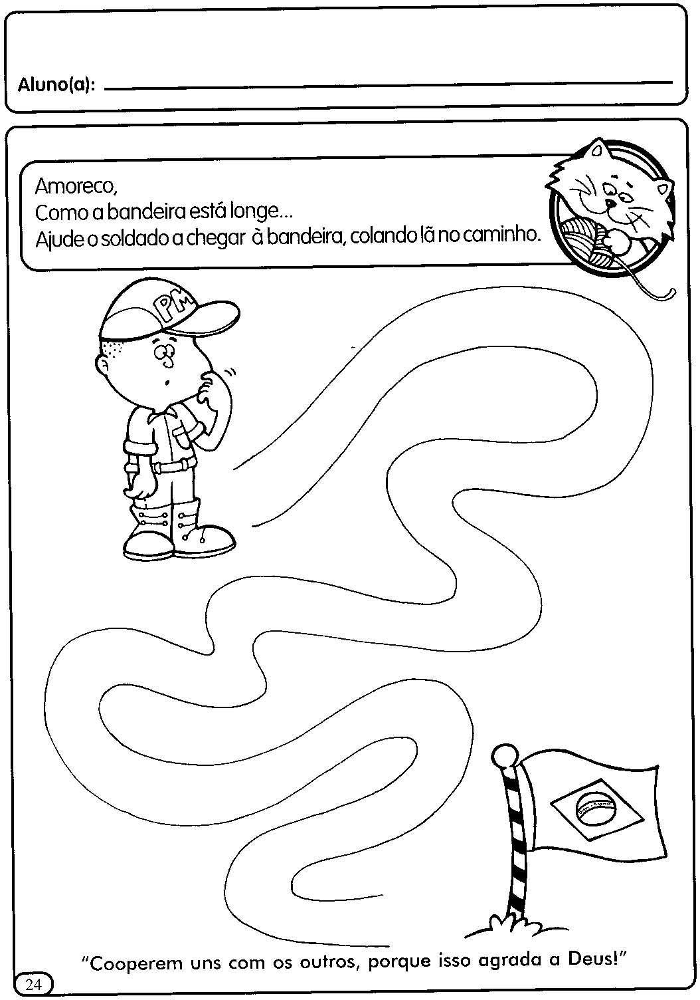 Aluno(a):
Amoreco,
Como a bandeira está longe...
Ajude o soldado a chegar à bandeira, colando lã no caminho.
PM
"Cooperem uns com os outros, porque isso agrada a Deus!"
24